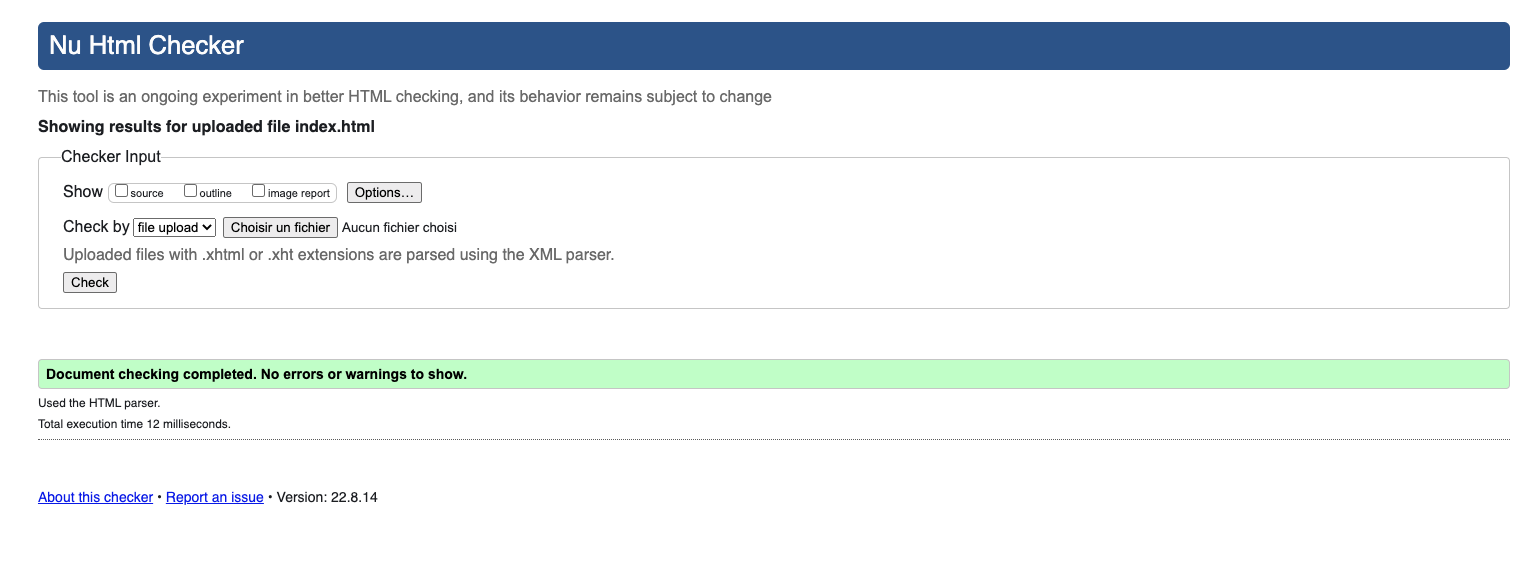 Nu Html Checker
This tool is an ongoing experiment in better HTML checking, and its behavior remains subject to change
Showing results for uploaded file index.html
Checker Input
Show source outline image report Options...
Check by file upload Choisir un fichier Aucun fichier choisi
Uploaded files with .xhtml or .xht extensions are parsed using the XML parser.
Check
Document checking completed. No errors or warnings to show.
Used the HTML parser.
Total execution time 12 milliseconds.
About this checker • Report an issue • Version: 22.8.14